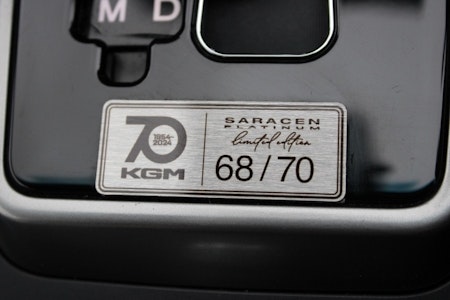 M D
70
1954-
2024
KGM
SARACEN
PLATINUM
limited edition
68/70